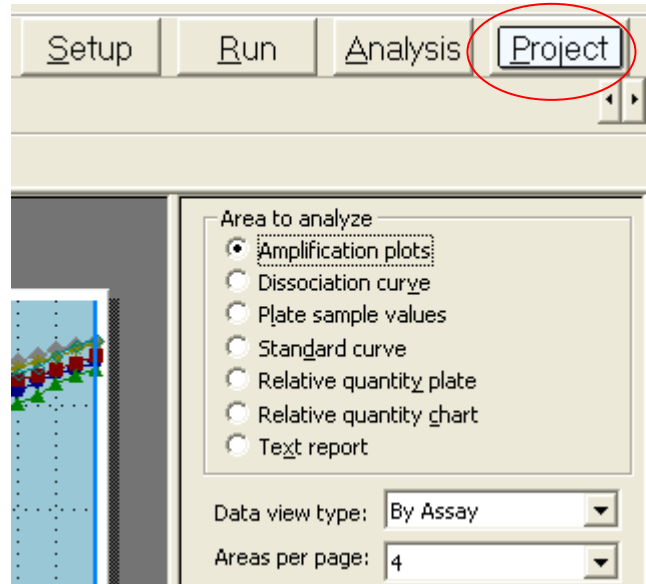 Setup Run Analysis Project
Area to analyze
Amplification plots
Dissociation curve
Plate sample values
Standard curve
Relative quantity plate
Relative quantity chart
Text report
Data view type: By Assay
Areas per page: 4